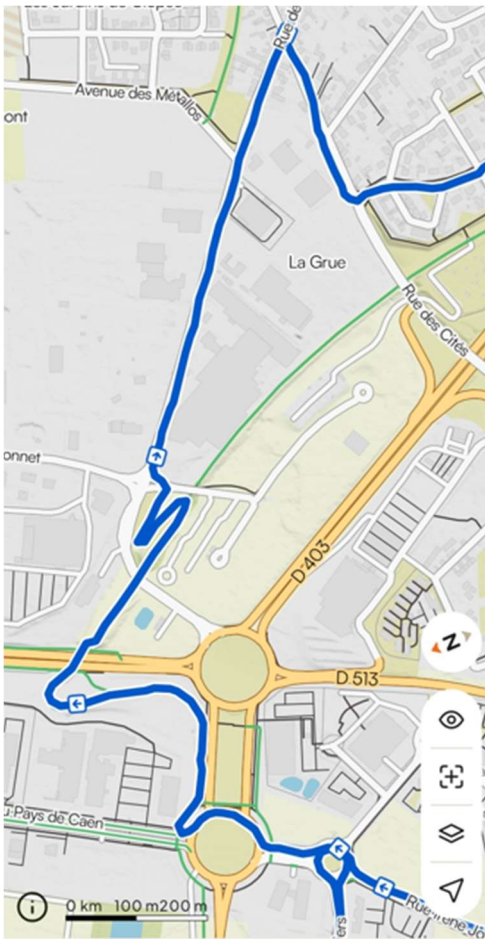 Rue de
Avenue des Métallos
ont
La Grue
Rue des Cités
onnet
D 403
N
D 513
u Pays de Caen
Rue Irène Jo
ers
0 km 100 m 200 m